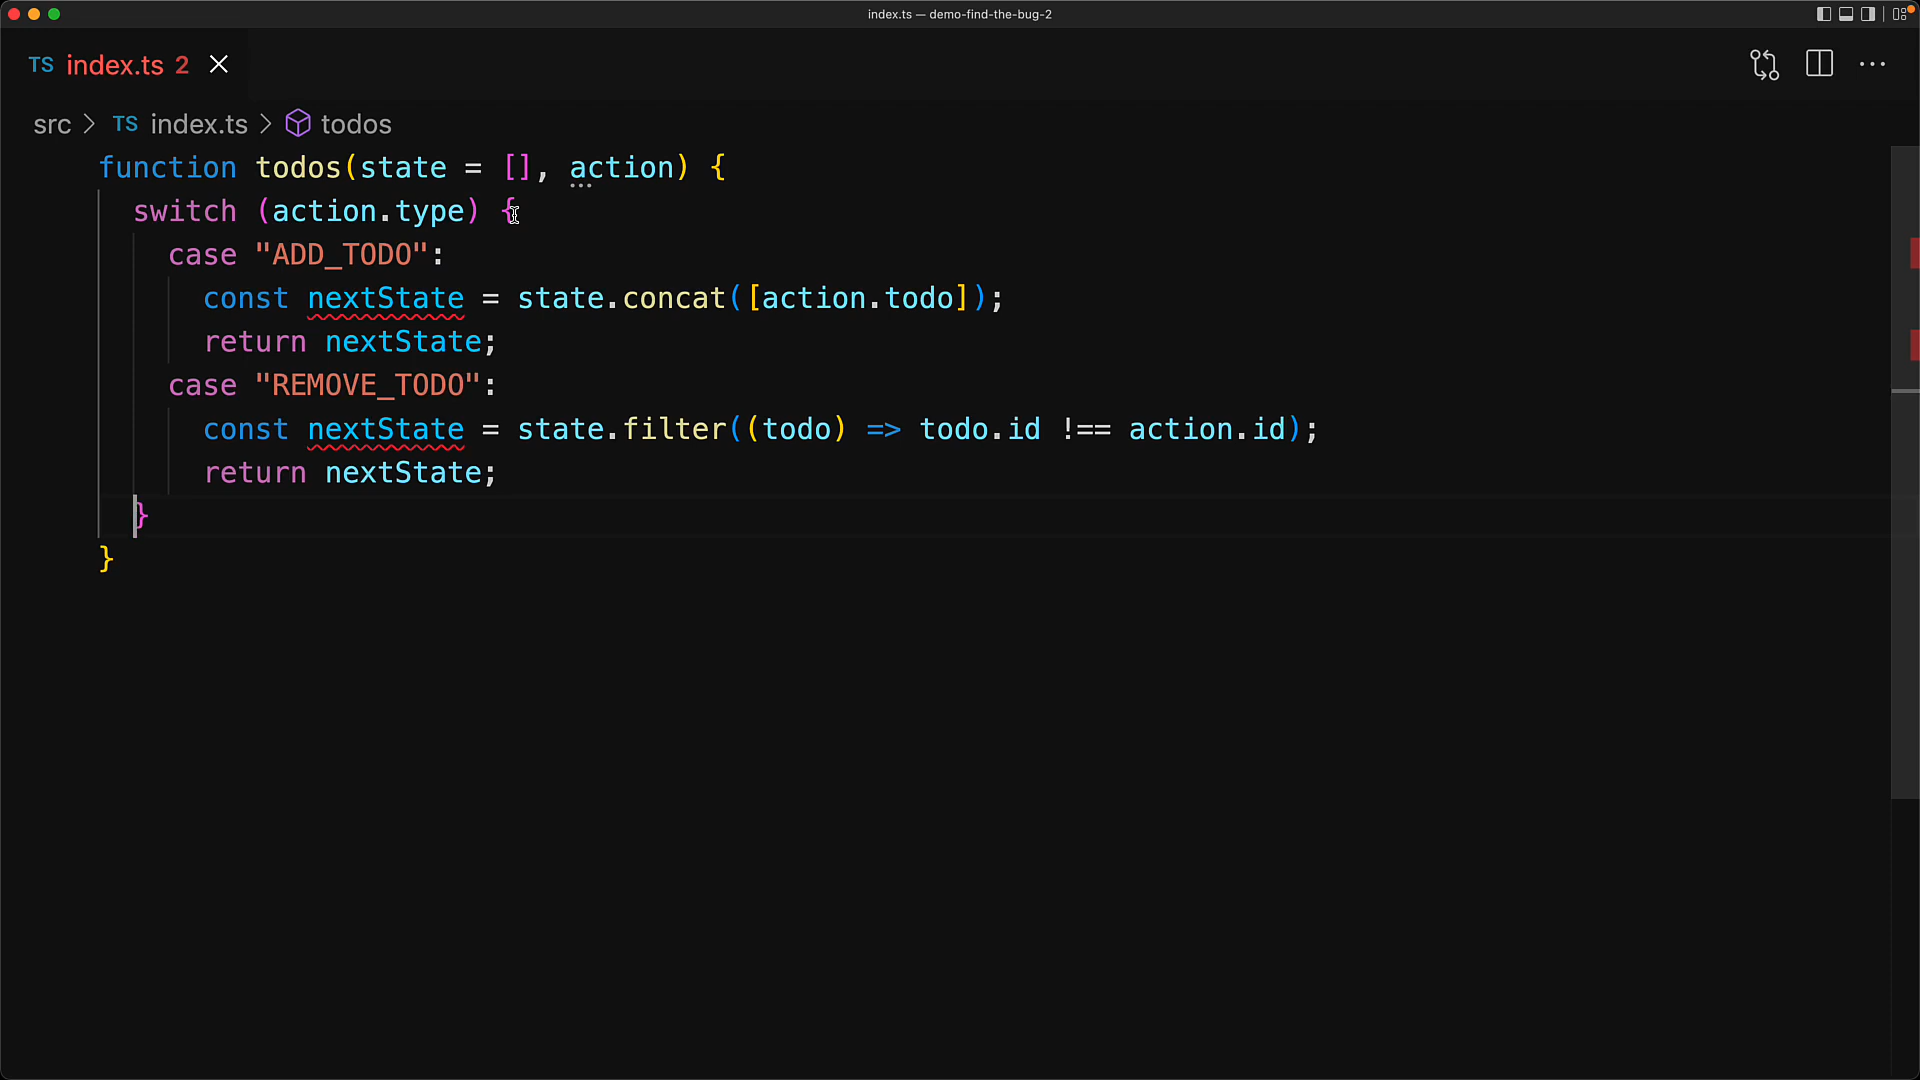 index.ts — demo-find-the-bug-2
TS index.ts 2
src > TS index.ts > todos
function todos(state = [], action) {
  switch (action.type) {
    case "ADD_TODO":
      const nextState = state.concat([action.todo]);
      return nextState;
    case "REMOVE_TODO":
      const nextState = state.filter((todo) => todo.id !== action.id);
      return nextState;
  }
}